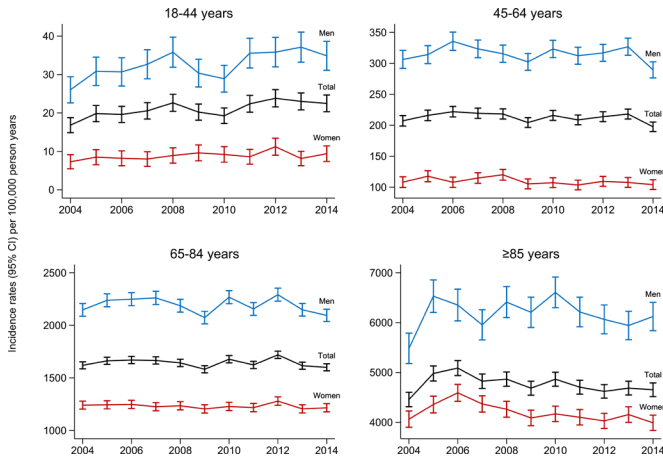 Incidence rates (95% CI) per 100,000 person years
18-44 years
40
30
20
10
0
Men
Total
Women
2004 2006 2008 2010 2012 2014
45-64 years
350
300
250
200
150
100
Men
Total
Women
2004 2006 2008 2010 2012 2014
65-84 years
2500
2000
1500
1000
Men
Total
Women
2004 2006 2008 2010 2012 2014
≥85 years
7000
6000
5000
4000
Men
Total
Women
2004 2006 2008 2010 2012 2014